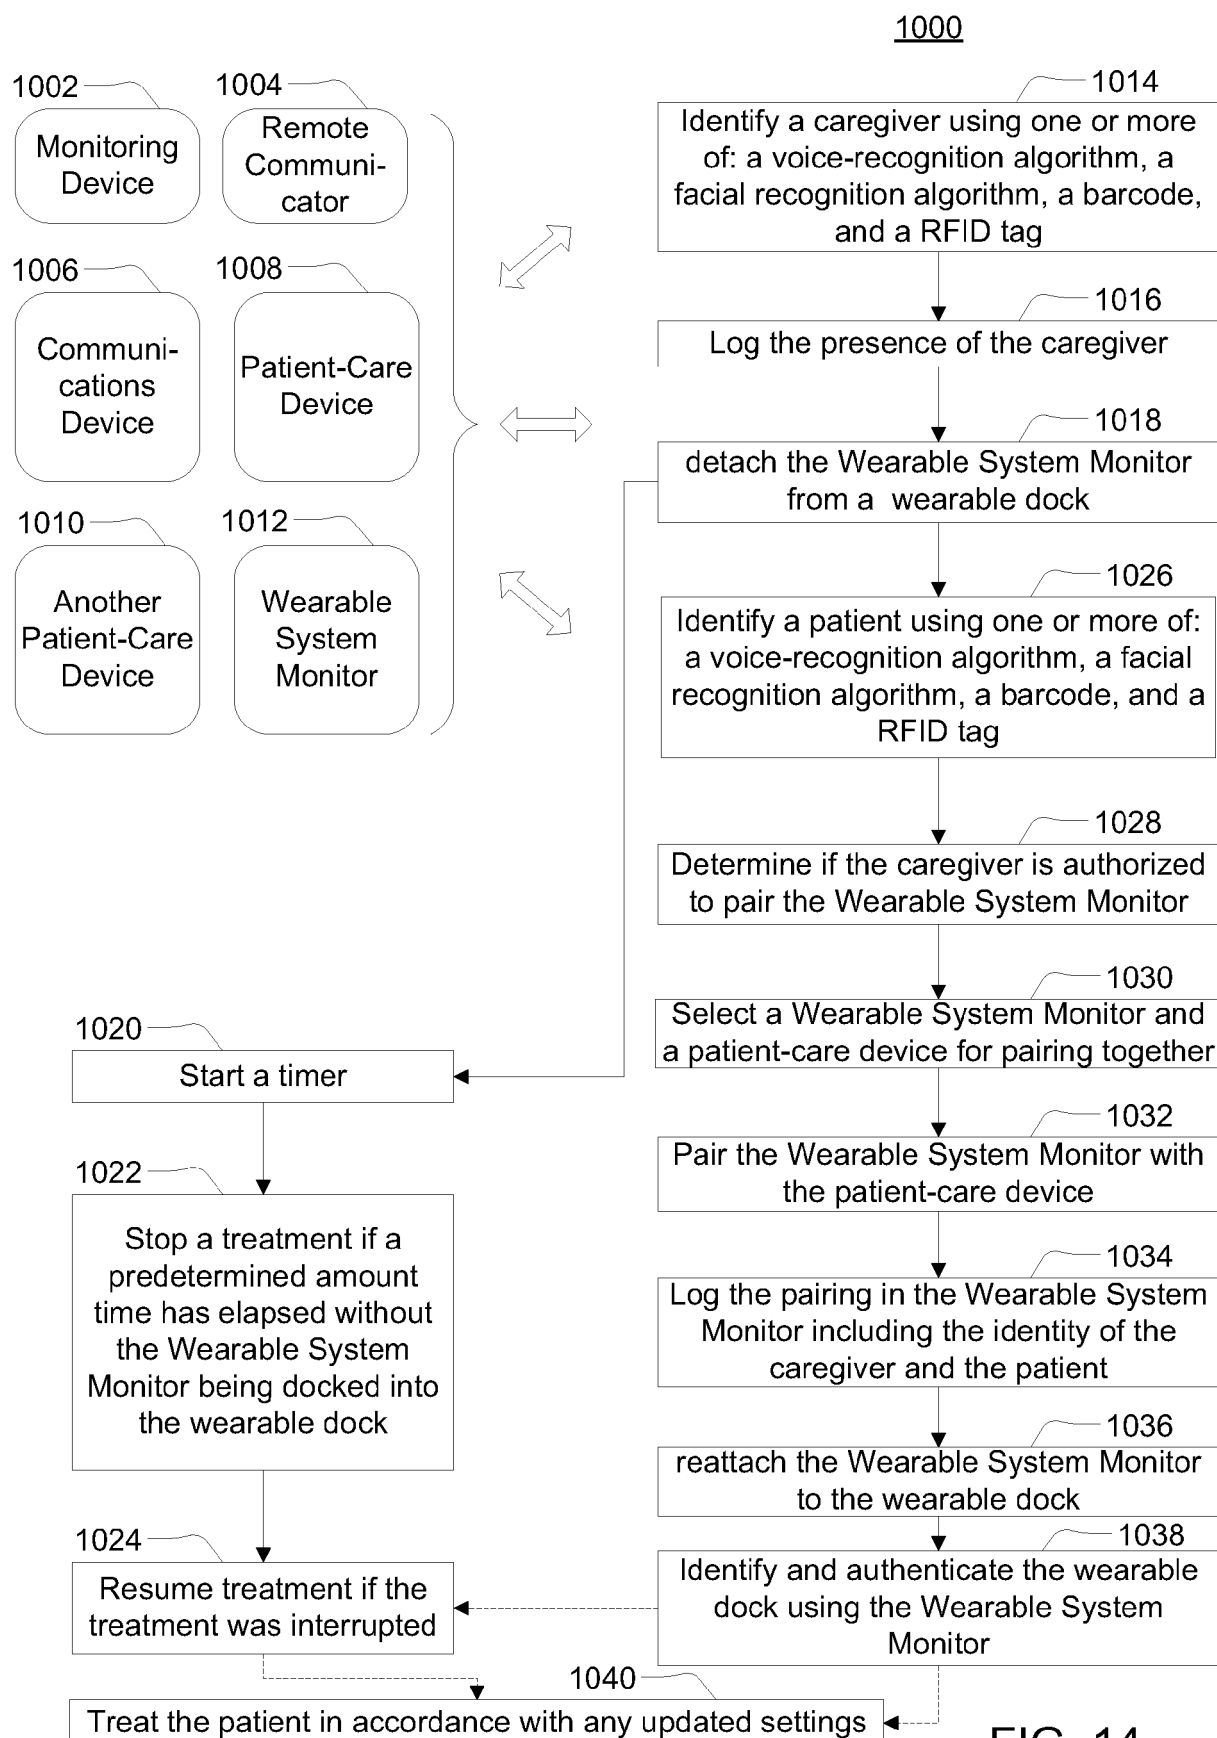 1000
1002
Monitoring
Device
1004
Remote
Communi-
cator
1006
Communi-
cations
Device
1008
Patient-Care
Device
1010
Another
Patient-Care
Device
1012
Wearable
System
Monitor
1014
Identify a caregiver using one or more
of: a voice-recognition algorithm, a
facial recognition algorithm, a barcode,
and a RFID tag
1016
Log the presence of the caregiver
1018
detach the Wearable System Monitor
from a wearable dock
1026
Identify a patient using one or more of:
a voice-recognition algorithm, a facial
recognition algorithm, a barcode, and a
RFID tag
1028
Determine if the caregiver is authorized
to pair the Wearable System Monitor
1030
Select a Wearable System Monitor and
a patient-care device for pairing together
1032
Pair the Wearable System Monitor with
the patient-care device
1034
Log the pairing in the Wearable System
Monitor including the identity of the
caregiver and the patient
1036
reattach the Wearable System Monitor
to the wearable dock
1038
Identify and authenticate the wearable
dock using the Wearable System
Monitor
1020
Start a timer
1022
Stop a treatment if a
predetermined amount
time has elapsed without
the Wearable System
Monitor being docked into
the wearable dock
1024
Resume treatment if the
treatment was interrupted
1040
Treat the patient in accordance with any updated settings
FIG. 14